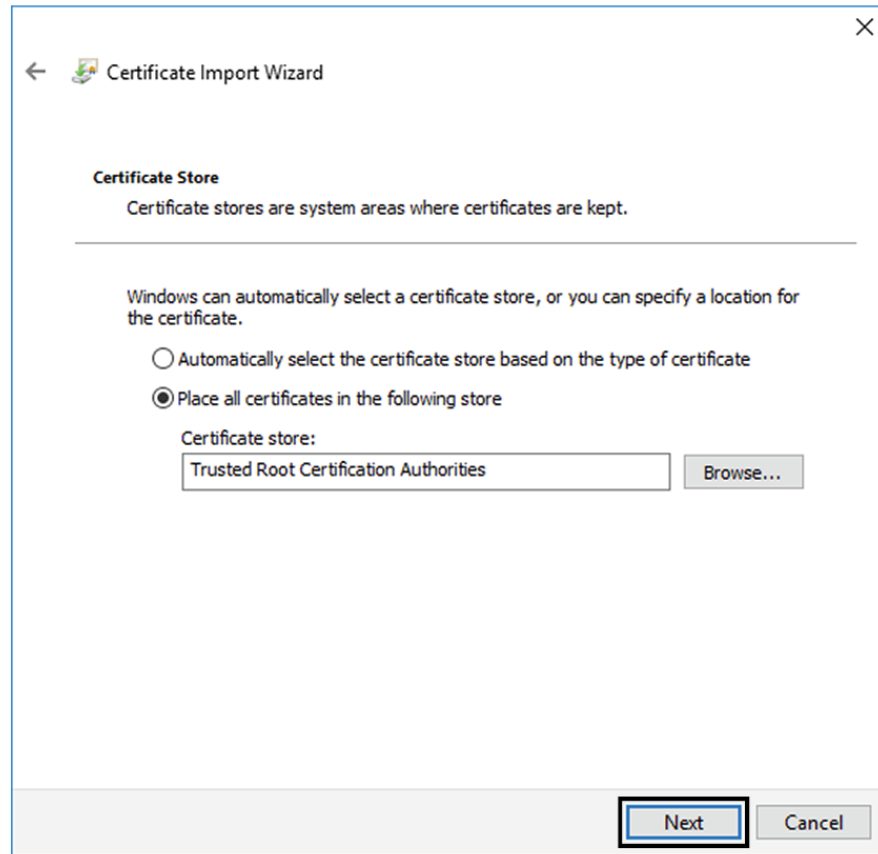 Certificate Import Wizard
Certificate Store
Certificate stores are system areas where certificates are kept.
Windows can automatically select a certificate store, or you can specify a location for
the certificate.
Automatically select the certificate store based on the type of certificate
Place all certificates in the following store
Certificate store:
Trusted Root Certification Authorities
Browse...
Next
Cancel